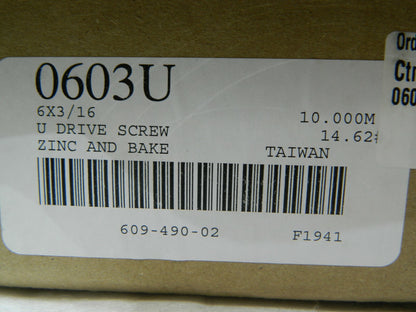 0603U
6X3/16 10.000M
U DRIVE SCREW 14.62#
ZINC AND BAKE TAIWAN
609-490-02 F1941
Ord
Ctr
060